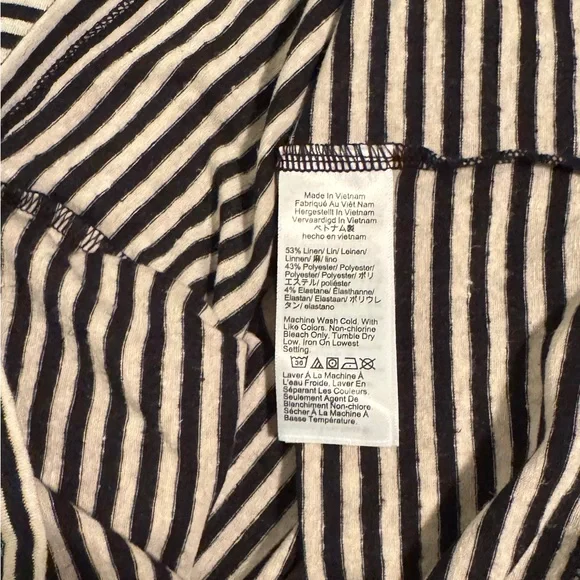 Made In Vietnam
Fabriqué Au Việt Nam
Hergestellt In Vietnam
Vervaardigd In Vietnam
ベトナム製
hecho en vietnam
53% Linen/ Lin/ Leinen/
Linnen/ 麻/ lino
43% Polyester/ Polyester/
Polyester/ Polyester/ ポリ
エステル/ poliéster
4% Elastane/ Élasthanne/
Elastan/ Elastaan/ ポリウレ
タン/ elastano
Machine Wash Cold, With
Like Colors. Non-chlorine
Bleach Only, Tumble Dry
Low, Iron On Lowest
Setting.
30
Laver À La Machine À
L'eau Froide, Laver En
Séparant Les Couleurs.
Seulement Agent De
Blanchiment Non-chlore.
Sécher À La Machine À
Basse Température.